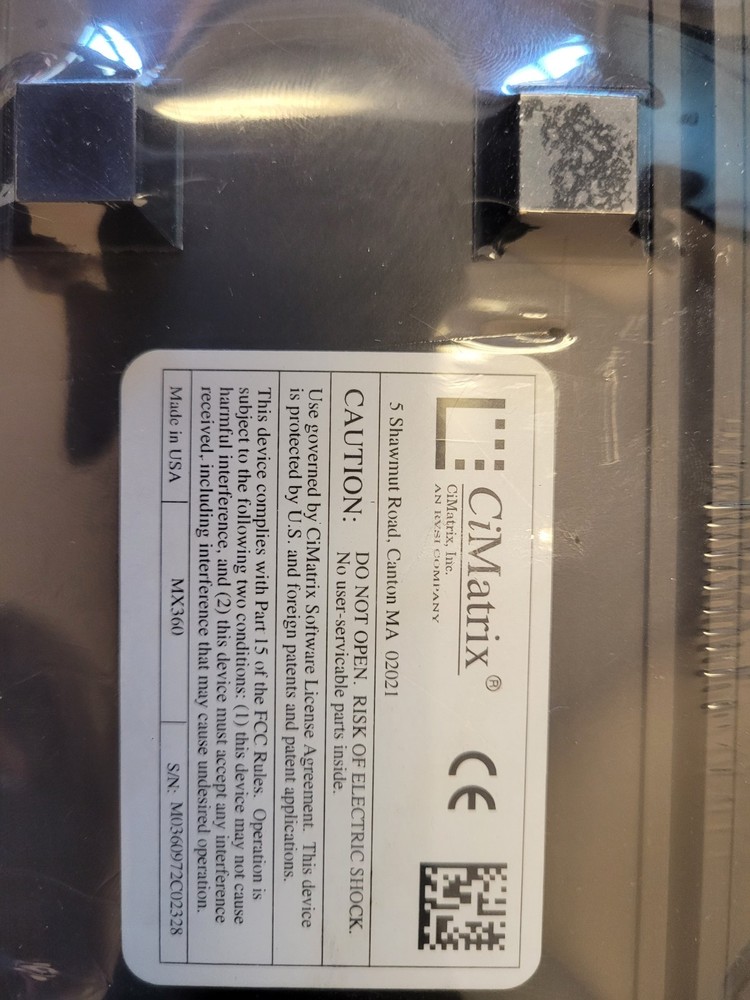 CiMatrix ®
CiMatrix, Inc.
AN RVSI COMPANY
CE
5 Shawmut Road, Canton MA 02021
CAUTION: DO NOT OPEN. RISK OF ELECTRIC SHOCK.
No user-servicable parts inside.
Use governed by CiMatrix Software License Agreement. This device
is protected by U.S. and foreign patents and patent applications.
This device complies with Part 15 of the FCC Rules. Operation is
subject to the following two conditions: (1) this device may not cause
harmful interference, and (2) this device must accept any interference
received, including interference that may cause undesired operation.
Made in USA MX360 S/N: M0360972C02328